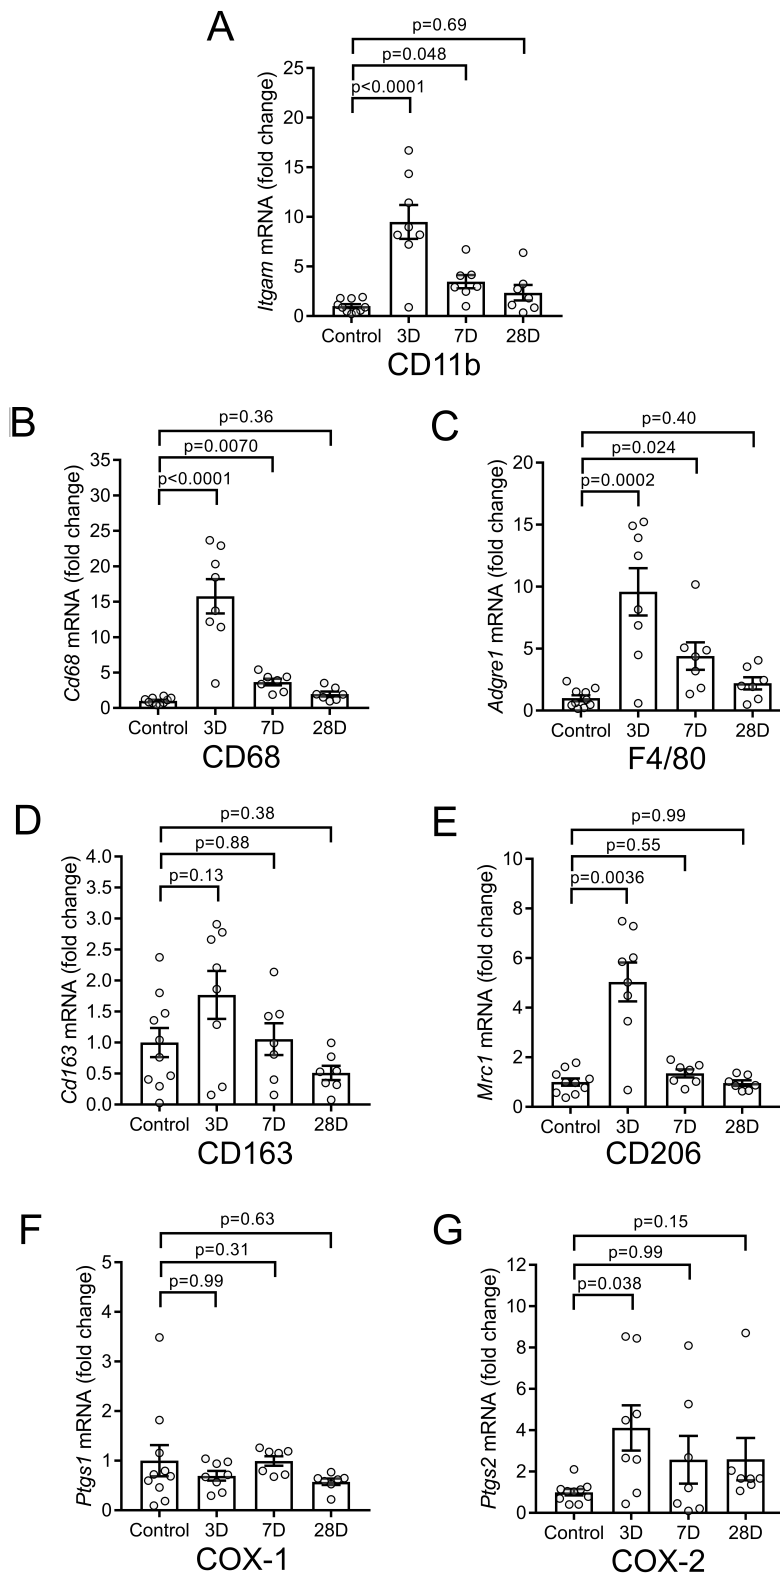 A
p=0.69
p=0.048
p<0.0001
Itgam mRNA (fold change)
25
20
15
10
5
0
Control 3D 7D 28D
CD11b
B
p=0.36
p=0.0070
p<0.0001
Cd68 mRNA (fold change)
35
30
25
20
15
10
5
0
Control 3D 7D 28D
CD68
C
p=0.40
p=0.024
p=0.0002
Adgre1 mRNA (fold change)
20
15
10
5
0
Control 3D 7D 28D
F4/80
D
p=0.38
p=0.88
p=0.13
Cd163 mRNA (fold change)
4.0
3.5
3.0
2.5
2.0
1.5
1.0
0.5
0.0
Control 3D 7D 28D
CD163
E
p=0.99
p=0.55
p=0.0036
Mrc1 mRNA (fold change)
10
8
6
4
2
0
Control 3D 7D 28D
CD206
F
p=0.63
p=0.31
p=0.99
Ptgs1 mRNA (fold change)
5
4
3
2
1
0
Control 3D 7D 28D
COX-1
G
p=0.15
p=0.99
p=0.038
Ptgs2 mRNA (fold change)
12
10
8
6
4
2
0
Control 3D 7D 28D
COX-2